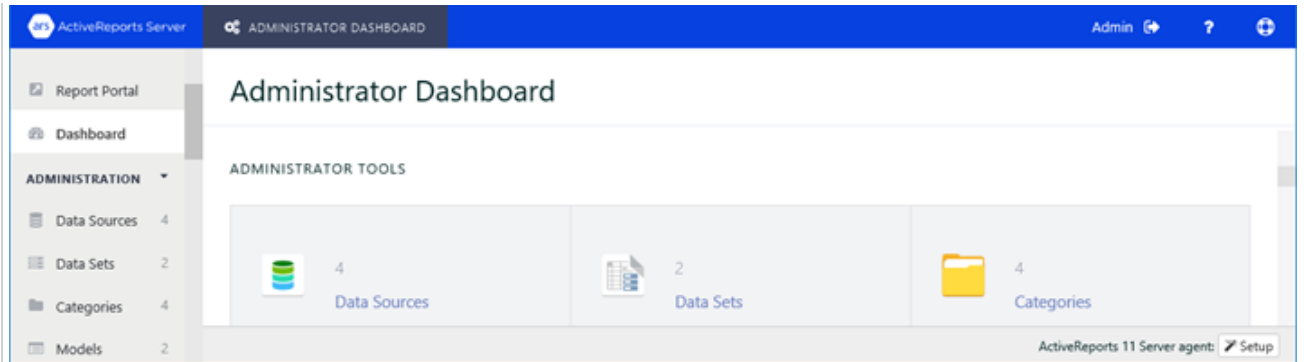 ars ActiveReports Server
ADMINISTRATOR DASHBOARD
Admin
?
Report Portal
Dashboard
ADMINISTRATION
Data Sources 4
Data Sets 2
Categories 4
Models 2
Administrator Dashboard
ADMINISTRATOR TOOLS
4
Data Sources
2
Data Sets
4
Categories
ActiveReports 11 Server agent: Setup